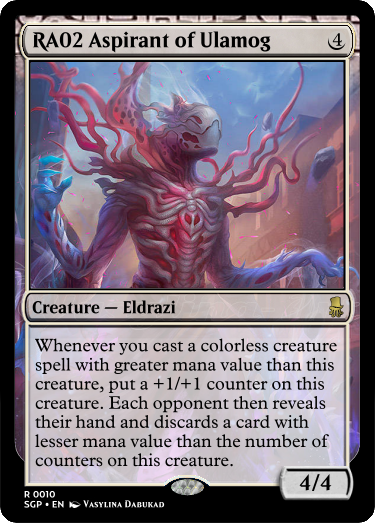 RA02 Aspirant of Ulamog 4
Creature — Eldrazi
Whenever you cast a colorless creature
spell with greater mana value than this
creature, put a +1/+1 counter on this
creature. Each opponent then reveals
their hand and discards a card with
lesser mana value than the number of
counters on this creature.
4/4
R 0010
SGP • EN Vasylina Dabukad